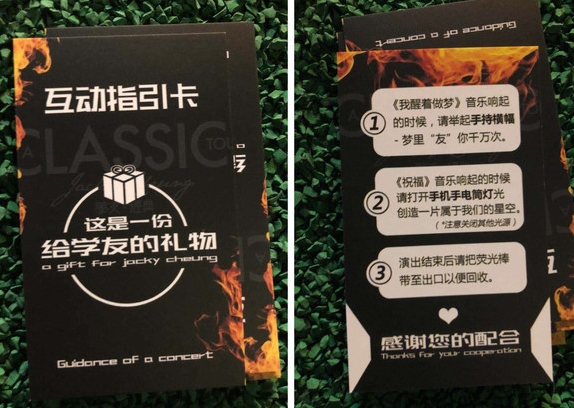 互动指引卡
A CLASSIC TOU
Jacky Cheung
这是一份
给学友的礼物
a gift for jacky cheung
Guidance of a concert
Guidance of a concert
1
《我醒着做梦》音乐响起
的时候，请举起手持横幅
- 梦里“友”你千万次。
2
《祝福》音乐响起的时候
请打开手机手电筒灯光
创造一片属于我们的星空。
（*注意关闭其他光源）
3
演出结束后请把荧光棒
带至出口以便回收。
感谢您的配合
Thanks for your cooperation